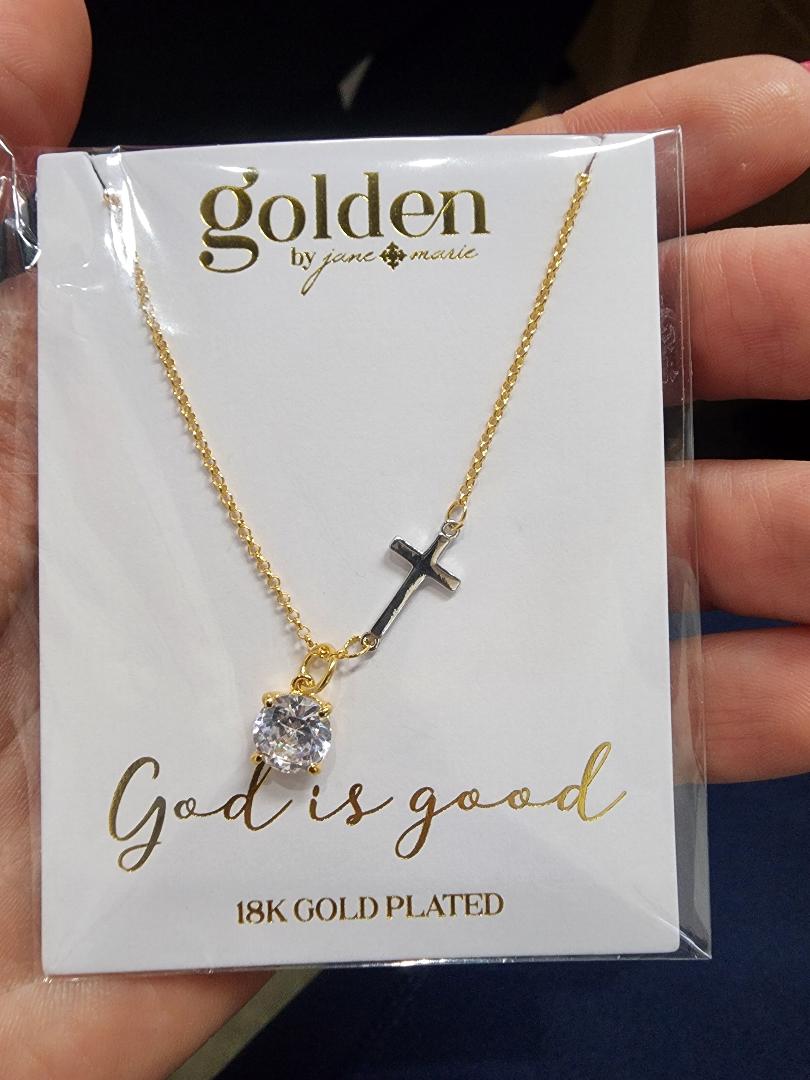 golden
by jane marie
God is good
18K GOLD PLATED